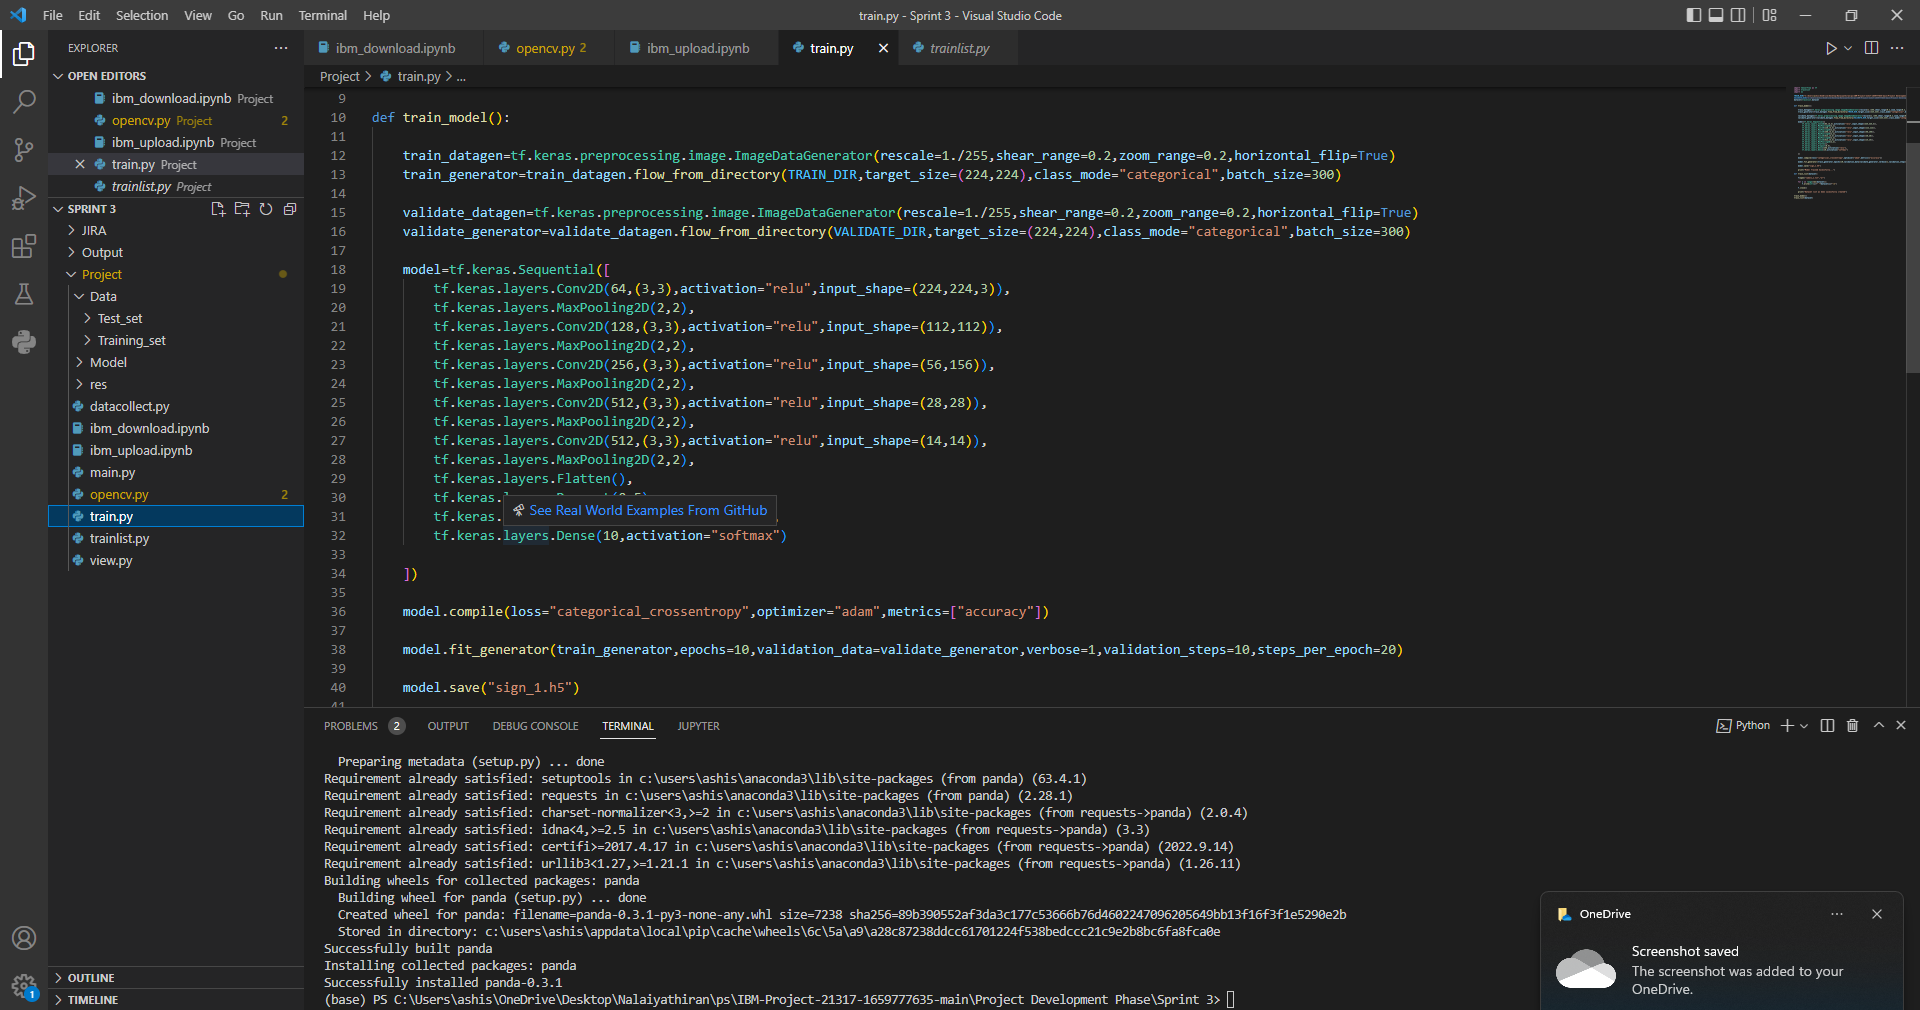 File Edit Selection View Go Run Terminal Help
train.py - Sprint 3 - Visual Studio Code
EXPLORER
OPEN EDITORS
ibm_download.ipynb Project
opencv.py Project 2
ibm_upload.ipynb Project
train.py Project
trainlist.py Project
SPRINT 3
JIRA
Output
Project
Data
Test_set
Training_set
Model
res
datacollect.py
ibm_download.ipynb
ibm_upload.ipynb
main.py
opencv.py 2
train.py
trainlist.py
view.py
OUTLINE
TIMELINE
1
ibm_download.ipynb opencv.py 2 ibm_upload.ipynb train.py trainlist.py
Project > train.py > ...
9
10 def train_model():
11
12 train_datagen=tf.keras.preprocessing.image.ImageDataGenerator(rescale=1./255,shear_range=0.2,zoom_range=0.2,horizontal_flip=True)
13 train_generator=train_datagen.flow_from_directory(TRAIN_DIR,target_size=(224,224),class_mode="categorical",batch_size=300)
14
15 validate_datagen=tf.keras.preprocessing.image.ImageDataGenerator(rescale=1./255,shear_range=0.2,zoom_range=0.2,horizontal_flip=True)
16 validate_generator=validate_datagen.flow_from_directory(VALIDATE_DIR,target_size=(224,224),class_mode="categorical",batch_size=300)
17
18 model=tf.keras.Sequential([
19 tf.keras.layers.Conv2D(64,(3,3),activation="relu",input_shape=(224,224,3)),
20 tf.keras.layers.MaxPooling2D(2,2),
21 tf.keras.layers.Conv2D(128,(3,3),activation="relu",input_shape=(112,112)),
22 tf.keras.layers.MaxPooling2D(2,2),
23 tf.keras.layers.Conv2D(256,(3,3),activation="relu",input_shape=(56,156)),
24 tf.keras.layers.MaxPooling2D(2,2),
25 tf.keras.layers.Conv2D(512,(3,3),activation="relu",input_shape=(28,28)),
26 tf.keras.layers.MaxPooling2D(2,2),
27 tf.keras.layers.Conv2D(512,(3,3),activation="relu",input_shape=(14,14)),
28 tf.keras.layers.MaxPooling2D(2,2),
29 tf.keras.layers.Flatten(),
30 tf.keras.
See Real World Examples From GitHub
31 tf.keras.
32 tf.keras.layers.Dense(10,activation="softmax")
33
34 ])
35
36 model.compile(loss="categorical_crossentropy",optimizer="adam",metrics=["accuracy"])
37
38 model.fit_generator(train_generator,epochs=10,validation_data=validate_generator,verbose=1,validation_steps=10,steps_per_epoch=20)
39
40 model.save("sign_1.h5")
41
PROBLEMS 2 OUTPUT DEBUG CONSOLE TERMINAL JUPYTER
Python
Preparing metadata (setup.py) ... done
Requirement already satisfied: setuptools in c:\users\ashis\anaconda3\lib\site-packages (from panda) (63.4.1)
Requirement already satisfied: requests in c:\users\ashis\anaconda3\lib\site-packages (from panda) (2.28.1)
Requirement already satisfied: charset-normalizer<3,>=2 in c:\users\ashis\anaconda3\lib\site-packages (from requests->panda) (2.0.4)
Requirement already satisfied: idna<4,>=2.5 in c:\users\ashis\anaconda3\lib\site-packages (from requests->panda) (3.3)
Requirement already satisfied: certifi>=2017.4.17 in c:\users\ashis\anaconda3\lib\site-packages (from requests->panda) (2022.9.14)
Requirement already satisfied: urllib3<1.27,>=1.21.1 in c:\users\ashis\anaconda3\lib\site-packages (from requests->panda) (1.26.11)
Building wheels for collected packages: panda
Building wheel for panda (setup.py) ... done
Created wheel for panda: filename=panda-0.3.1-py3-none-any.whl size=7238 sha256=89b390552af3da3c177c53666b76d4602247096205649bb13f16f3f1e5290e2b
Stored in directory: c:\users\ashis\appdata\local\pip\cache\wheels\6c\5a\a9\a28c87238ddcc61701224f538bedccc21c9e2b8bc6fa8fca0e
Successfully built panda
Installing collected packages: panda
Successfully installed panda-0.3.1
(base) PS C:\Users\ashis\OneDrive\Desktop\Nalaiyathiran\ps\IBM-Project-21317-1659777635-main\Project Development Phase\Sprint 3>
OneDrive
Screenshot saved
The screenshot was added to your
OneDrive.